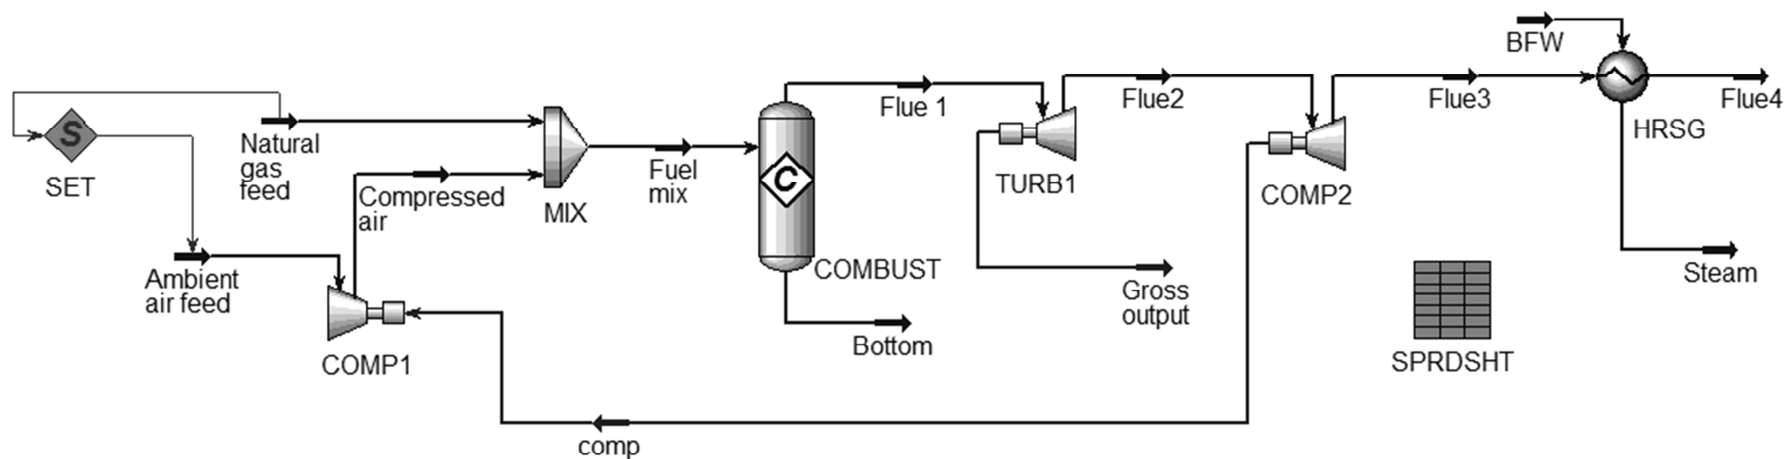 BFW
Flue 1
Flue2
Flue3
Flue4
HRSG
S
SET
Natural
gas
feed
Compressed
air
MIX
Fuel
mix
C
COMBUST
TURB1
COMP2
Ambient
air feed
COMP1
Bottom
Gross
output
Steam
SPRDSHT
comp